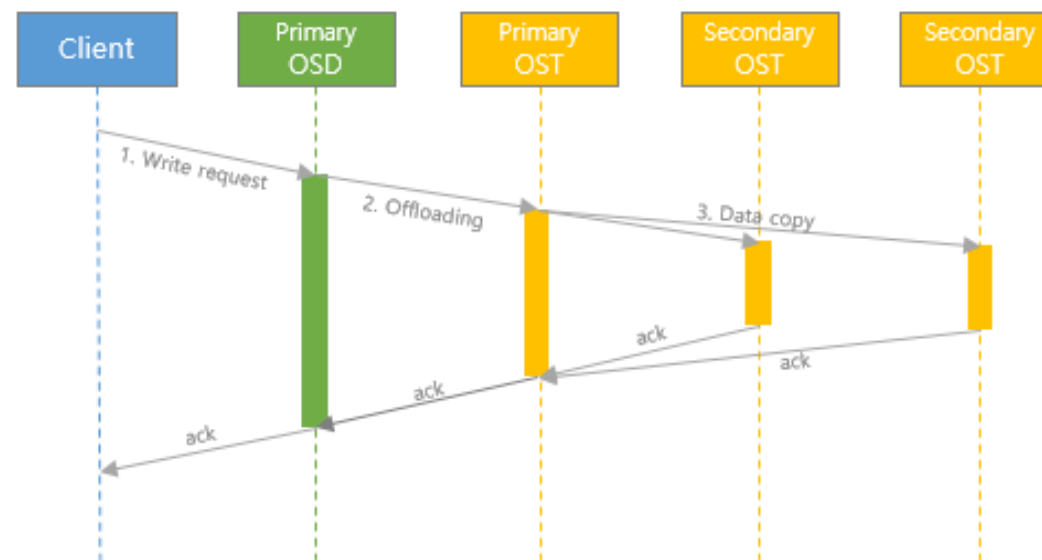 Client
Primary
OSD
Primary
OST
Secondary
OST
Secondary
OST
1. Write request
2. Offloading
3. Data copy
ack
ack
ack
ack